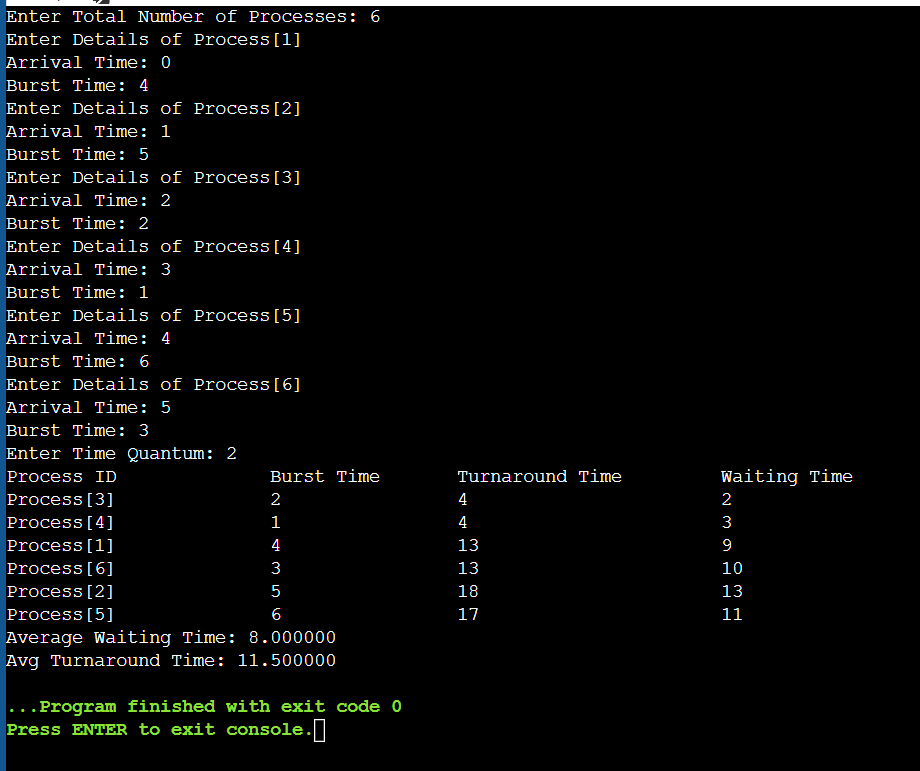 Enter Total Number of Processes: 6
Enter Details of Process[1]
Arrival Time: 0
Burst Time: 4
Enter Details of Process[2]
Arrival Time: 1
Burst Time: 5
Enter Details of Process[3]
Arrival Time: 2
Burst Time: 2
Enter Details of Process[4]
Arrival Time: 3
Burst Time: 1
Enter Details of Process[5]
Arrival Time: 4
Burst Time: 6
Enter Details of Process[6]
Arrival Time: 5
Burst Time: 3
Enter Time Quantum: 2
Process ID Burst Time Turnaround Time Waiting Time
Process[3] 2 4 2
Process[4] 1 4 3
Process[1] 4 13 9
Process[6] 3 13 10
Process[2] 5 18 13
Process[5] 6 17 11
Average Waiting Time: 8.000000
Avg Turnaround Time: 11.500000
...Program finished with exit code 0
Press ENTER to exit console.